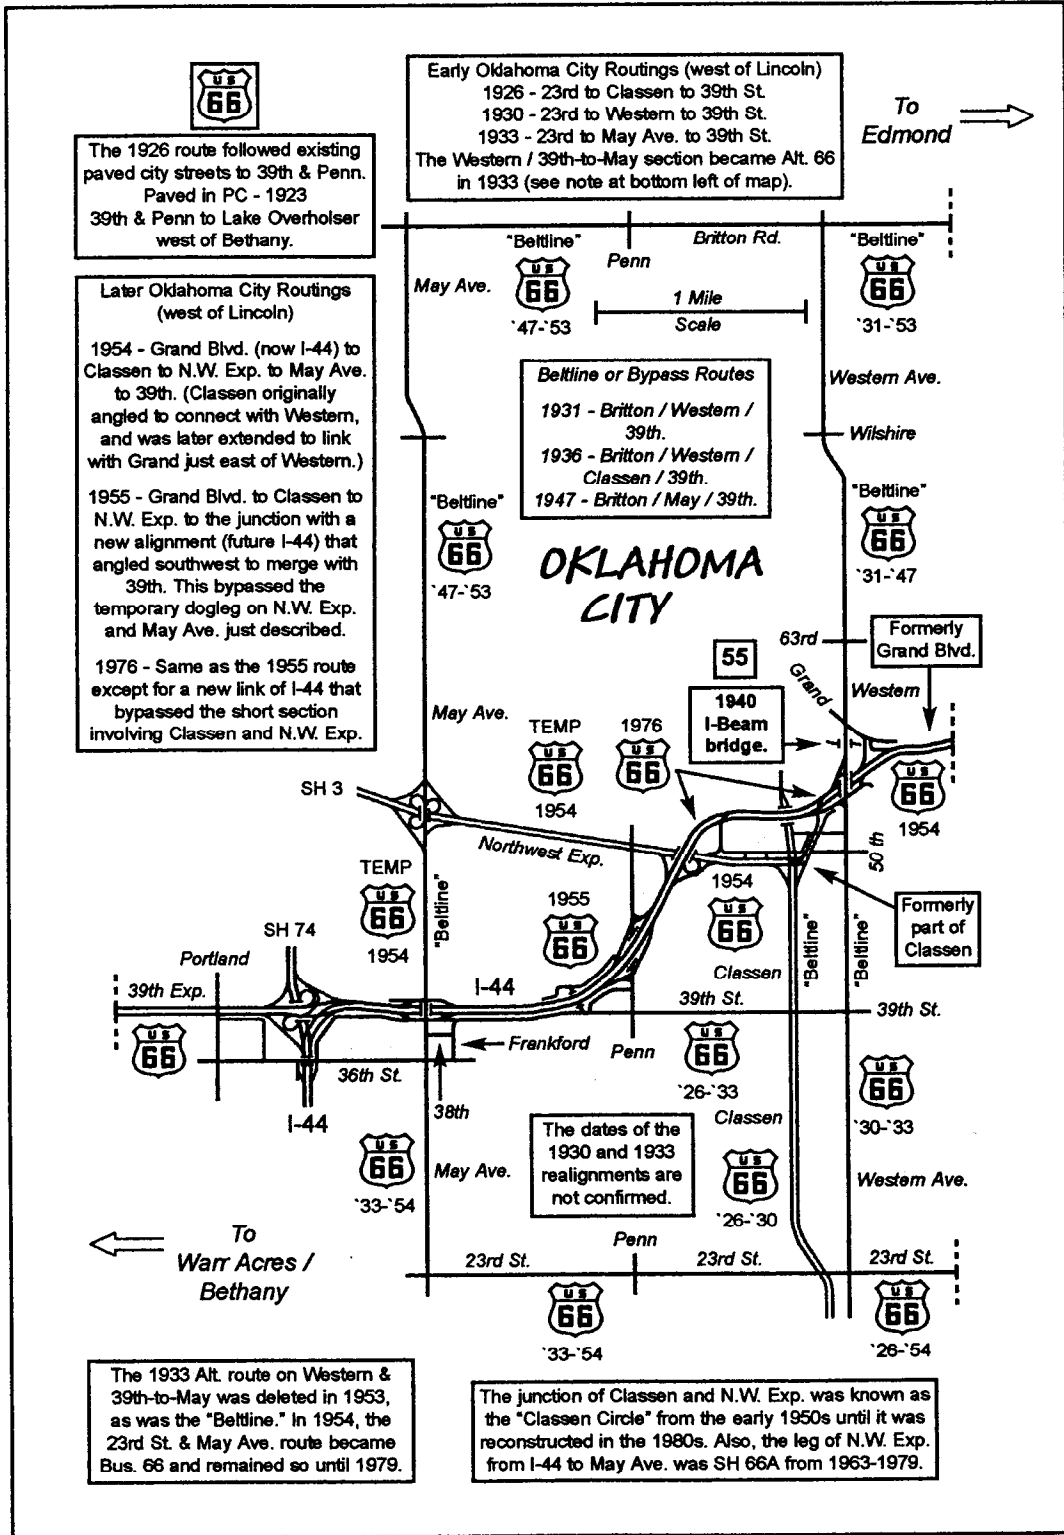 US
66
The 1926 route followed existing
paved city streets to 39th & Penn.
Paved in PC - 1923
39th & Penn to Lake Overholser
west of Bethany.
Early Oklahoma City Routings (west of Lincoln)
1926 - 23rd to Classen to 39th St.
1930 - 23rd to Western to 39th St.
1933 - 23rd to May Ave. to 39th St.
The Western / 39th-to-May section became Alt. 66
in 1933 (see note at bottom left of map).
To
Edmond
Later Oklahoma City Routings
(west of Lincoln)
1954 - Grand Blvd. (now I-44) to
Classen to N.W. Exp. to May Ave.
to 39th. (Classen originally
angled to connect with Western,
and was later extended to link
with Grand just east of Western.)
1955 - Grand Blvd. to Classen to
N.W. Exp. to the junction with a
new alignment (future I-44) that
angled southwest to merge with
39th. This bypassed the
temporary dogleg on N.W. Exp.
and May Ave. just described.
1976 - Same as the 1955 route
except for a new link of I-44 that
bypassed the short section
involving Classen and N.W. Exp.
"Beltline"
US
66
'47-'53
Penn
Britton Rd.
"Beltline"
US
66
'31-'53
May Ave.
1 Mile
Scale
Beltline or Bypass Routes
1931 - Britton / Western /
39th.
1936 - Britton / Western /
Classen / 39th.
1947 - Britton / May / 39th.
Western Ave.
Wilshire
"Beltline"
US
66
'47-'53
"Beltline"
US
66
'31-'47
OKLAHOMA
CITY
63rd
Formerly
Grand Blvd.
55
1940
I-Beam
bridge.
Grand
Western
May Ave.
TEMP
US
66
1954
1976
US
66
US
66
1954
SH 3
Northwest Exp.
50 th
1954
US
66
TEMP
US
66
1954
"Beltline"
1955
US
66
Formerly
part of
Classen
"Beltline"
"Beltline"
Classen
SH 74
Portland
39th Exp.
I-44
39th St.
39th St.
US
66
Frankford
Penn
36th St.
38th
I-44
US
66
'26-'33
Classen
US
66
'30-'33
The dates of the
1930 and 1933
realignments are
not confirmed.
US
66
'33-'54
May Ave.
US
66
'26-'30
Western Ave.
To
Warr Acres /
Bethany
Penn
23rd St.
23rd St.
23rd St.
US
66
'33-'54
US
66
'26-'54
The 1933 Alt. route on Western &
39th-to-May was deleted in 1953,
as was the "Beltline." In 1954, the
23rd St. & May Ave. route became
Bus. 66 and remained so until 1979.
The junction of Classen and N.W. Exp. was known as
the "Classen Circle" from the early 1950s until it was
reconstructed in the 1980s. Also, the leg of N.W. Exp.
from I-44 to May Ave. was SH 66A from 1963-1979.